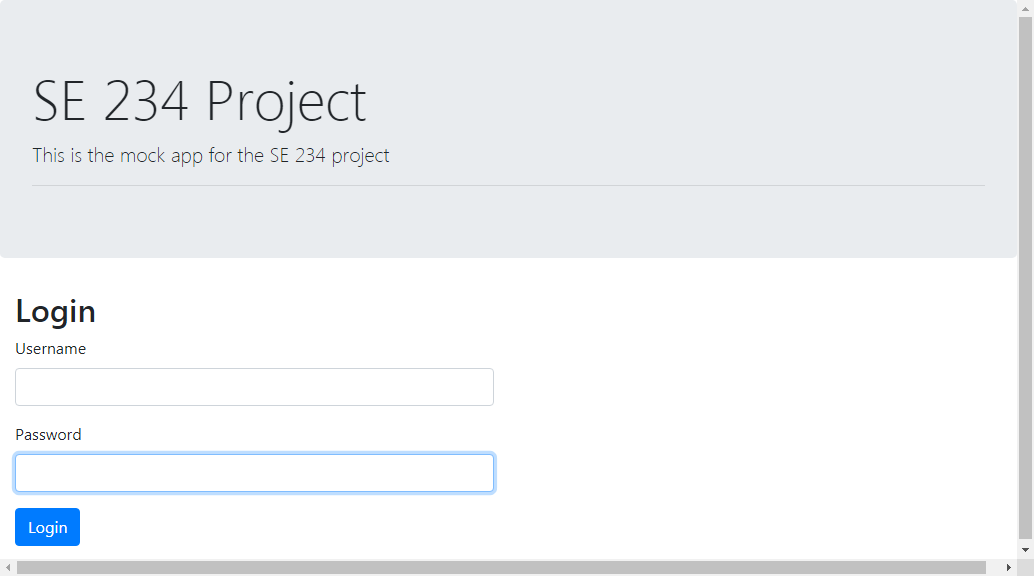 SE 234 Project
This is the mock app for the SE 234 project
Login
Username
Password
Login